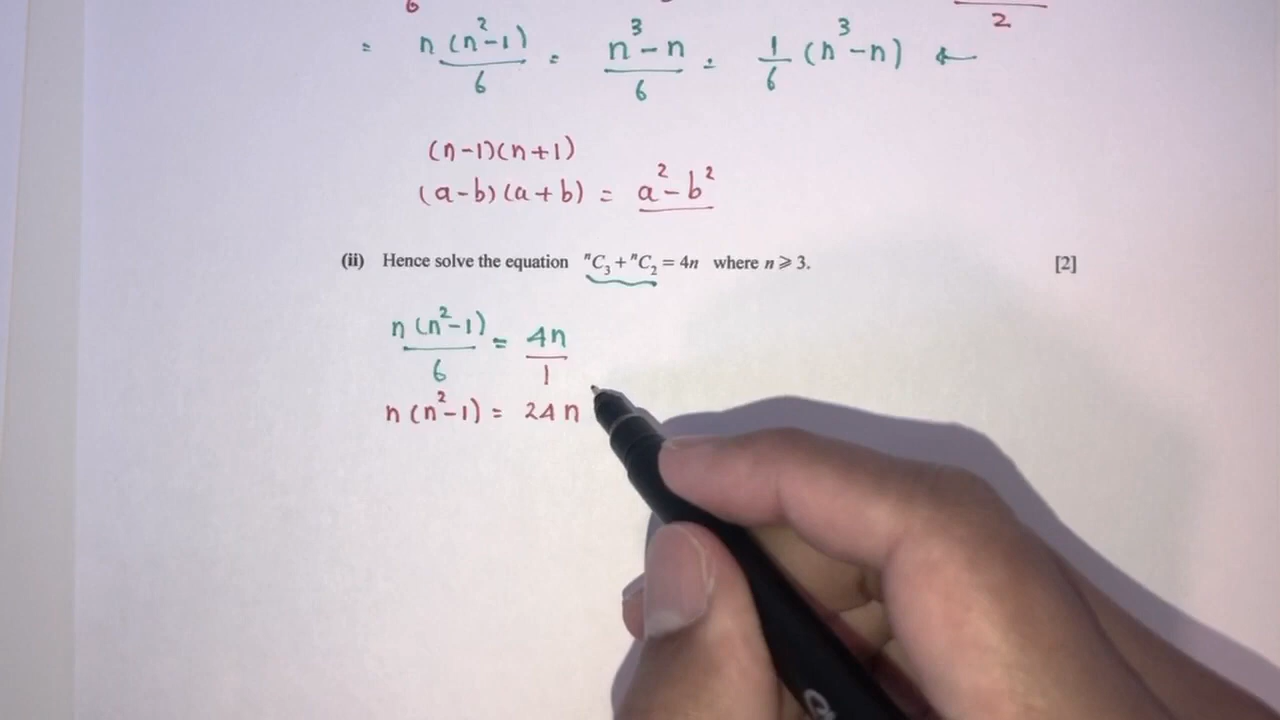 6
2
= n(n²-1)/6 = n³-n/6 = 1/6 (n³-n) ←
(n-1)(n+1)
(a-b)(a+b) = a²-b²
(ii) Hence solve the equation ⁿC₃ + ⁿC₂ = 4n where n ⩾ 3. [2]
n(n²-1)/6 = 4n/1
n(n²-1) = 24n